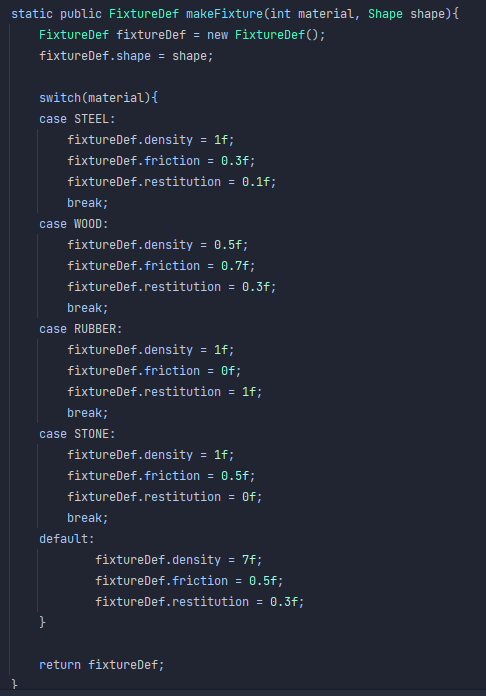 static public FixtureDef makeFixture(int material, Shape shape){
    FixtureDef fixtureDef = new FixtureDef();
    fixtureDef.shape = shape;

    switch(material){
    case STEEL:
        fixtureDef.density = 1f;
        fixtureDef.friction = 0.3f;
        fixtureDef.restitution = 0.1f;
        break;
    case WOOD:
        fixtureDef.density = 0.5f;
        fixtureDef.friction = 0.7f;
        fixtureDef.restitution = 0.3f;
        break;
    case RUBBER:
        fixtureDef.density = 1f;
        fixtureDef.friction = 0f;
        fixtureDef.restitution = 1f;
        break;
    case STONE:
        fixtureDef.density = 1f;
        fixtureDef.friction = 0.5f;
        fixtureDef.restitution = 0f;
        break;
    default:
            fixtureDef.density = 7f;
            fixtureDef.friction = 0.5f;
            fixtureDef.restitution = 0.3f;
    }

    return fixtureDef;
}